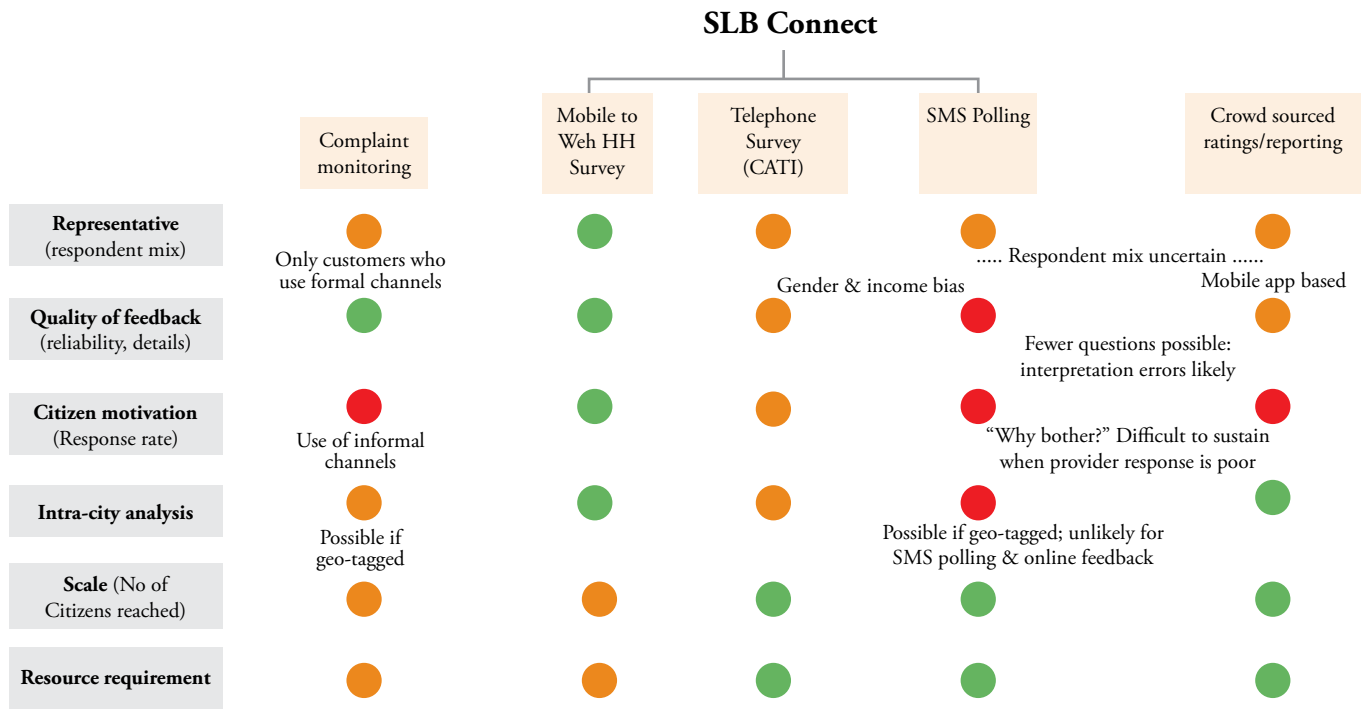 SLB Connect
Complaint
monitoring
Mobile to
Weh HH
Survey
Telephone
Survey
(CATI)
SMS Polling
Crowd sourced
ratings/reporting
Representative
(respondent mix)
Only customers who
use formal channels
Gender & income bias
..... Respondent mix uncertain ......
Mobile app based
Quality of feedback
(reliability, details)
Fewer questions possible:
interpretation errors likely
Citizen motivation
(Response rate)
Use of informal
channels
“Why bother?” Difficult to sustain
when provider response is poor
Intra-city analysis
Possible if
geo-tagged
Possible if geo-tagged; unlikely for
SMS polling & online feedback
Scale (No of
Citizens reached)
Resource requirement